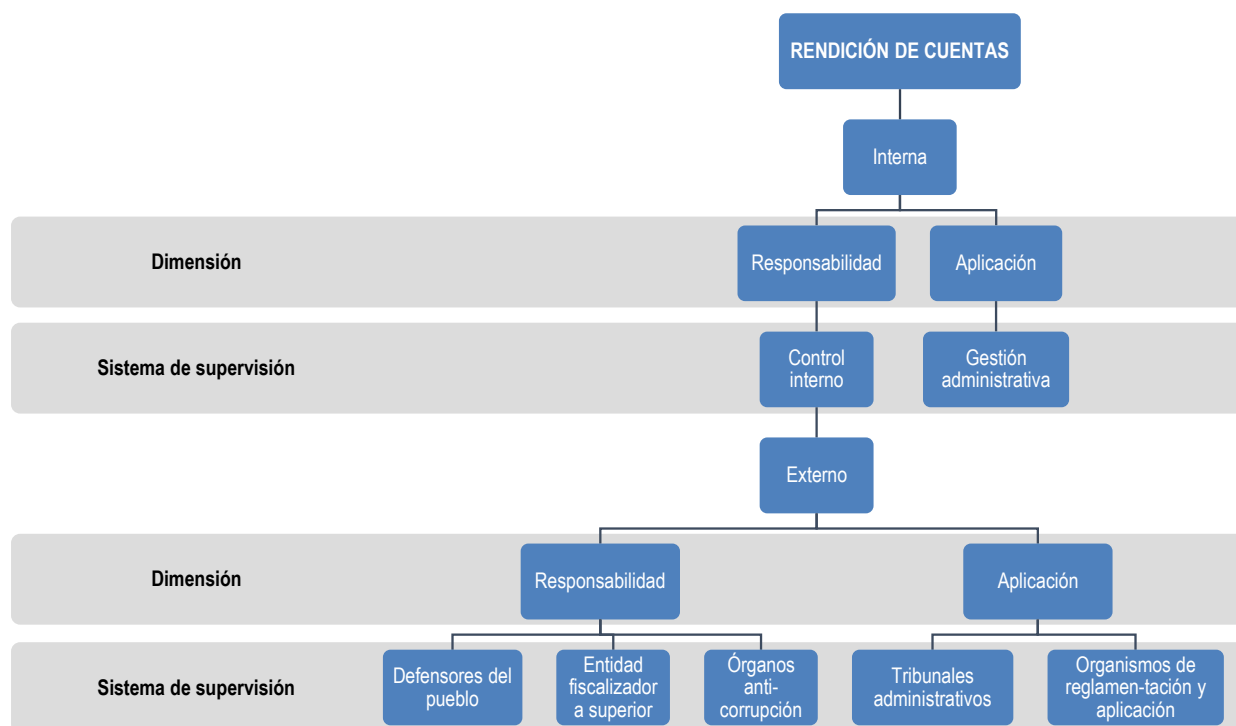 RENDICIÓN DE CUENTAS
Interna
Dimensión
Responsabilidad
Aplicación
Sistema de supervisión
Control
interno
Gestión
administrativa
Externo
Dimensión
Responsabilidad
Aplicación
Sistema de supervisión
Defensores del
pueblo
Entidad
fiscalizador
a superior
Órganos
anti-
corrupción
Tribunales
administrativos
Organismos de
reglamen-tación y
aplicación